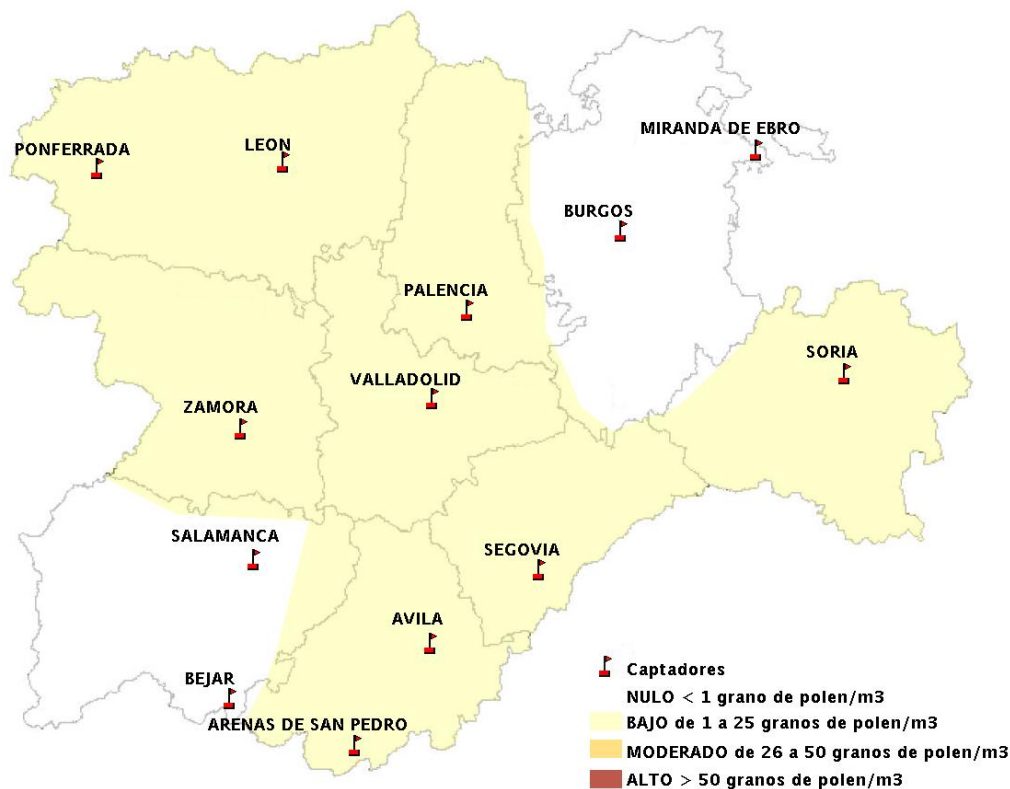 MIRANDA DE EBRO
PONFERRADA
LEON
BURGOS
PALENCIA
SORIA
VALLADOLID
ZAMORA
SALAMANCA
SEGOVIA
AVILA
BEJAR
ARENAS DE SAN PEDRO
Captadores
NULO < 1 grano de polen/m3
BAJO de 1 a 25 granos de polen/m3
MODERADO de 26 a 50 granos de polen/m3
ALTO > 50 granos de polen/m3